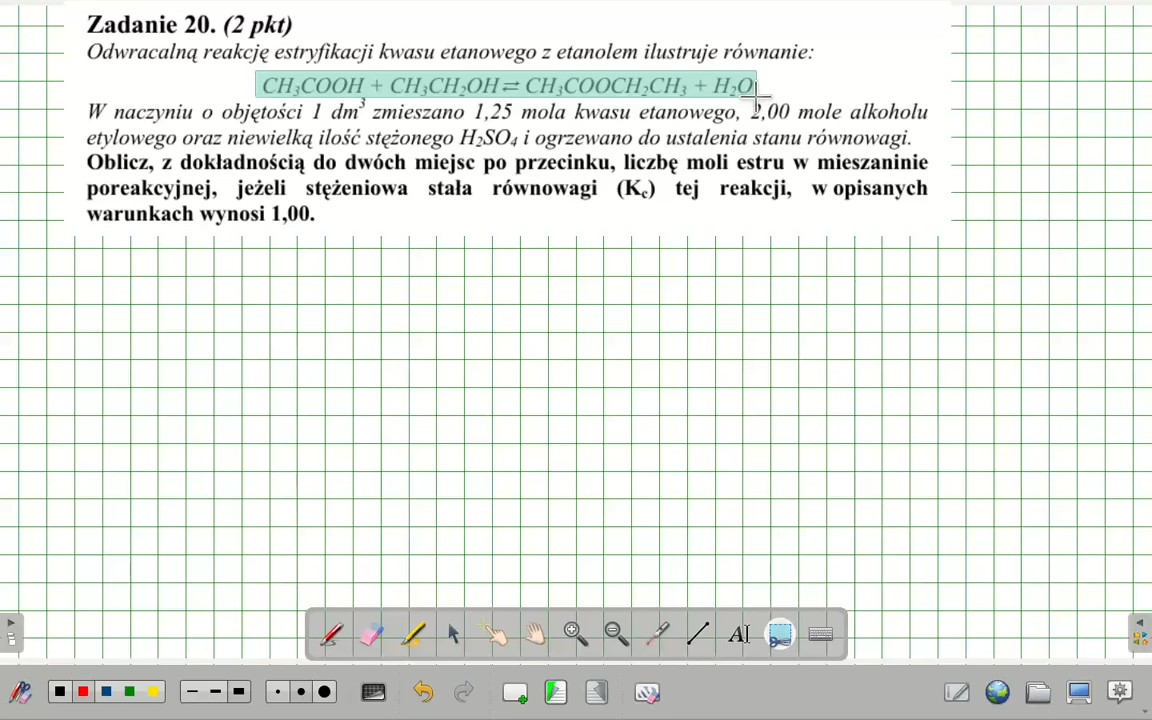 Zadanie 20. (2 pkt)
Odwracalną reakcję estryfikacji kwasu etanowego z etanolem ilustruje równanie:
CH₃COOH + CH₃CH₂OH ⇌ CH₃COOCH₂CH₃ + H₂O
W naczyniu o objętości 1 dm³ zmieszano 1,25 mola kwasu etanowego, 2,00 mole alkoholu
etylowego oraz niewielką ilość stężonego H₂SO₄ i ogrzewano do ustalenia stanu równowagi.
Oblicz, z dokładnością do dwóch miejsc po przecinku, liczbę moli estru w mieszaninie
poreakcyjnej, jeżeli stężeniowa stała równowagi (K꜀) tej reakcji, w opisanych
warunkach wynosi 1,00.
AI